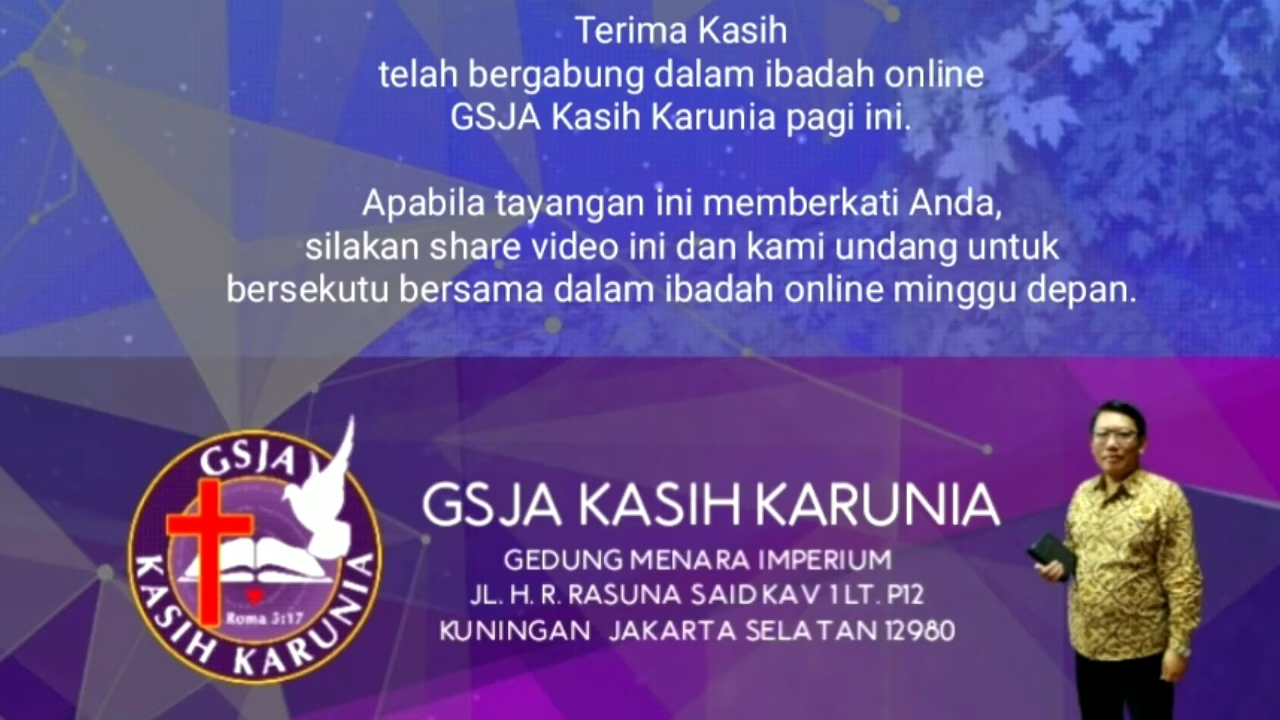 Terima Kasih
telah bergabung dalam ibadah online
GSJA Kasih Karunia pagi ini.
Apabila tayangan ini memberkati Anda,
silakan share video ini dan kami undang untuk
bersekutu bersama dalam ibadah online minggu depan.
GSJA
KASIH KARUNIA
Roma 5:17
GSJA KASIH KARUNIA
GEDUNG MENARA IMPERIUM
JL. H. R. RASUNA SAID KAV 1 LT. P12
KUNINGAN JAKARTA SELATAN 12980